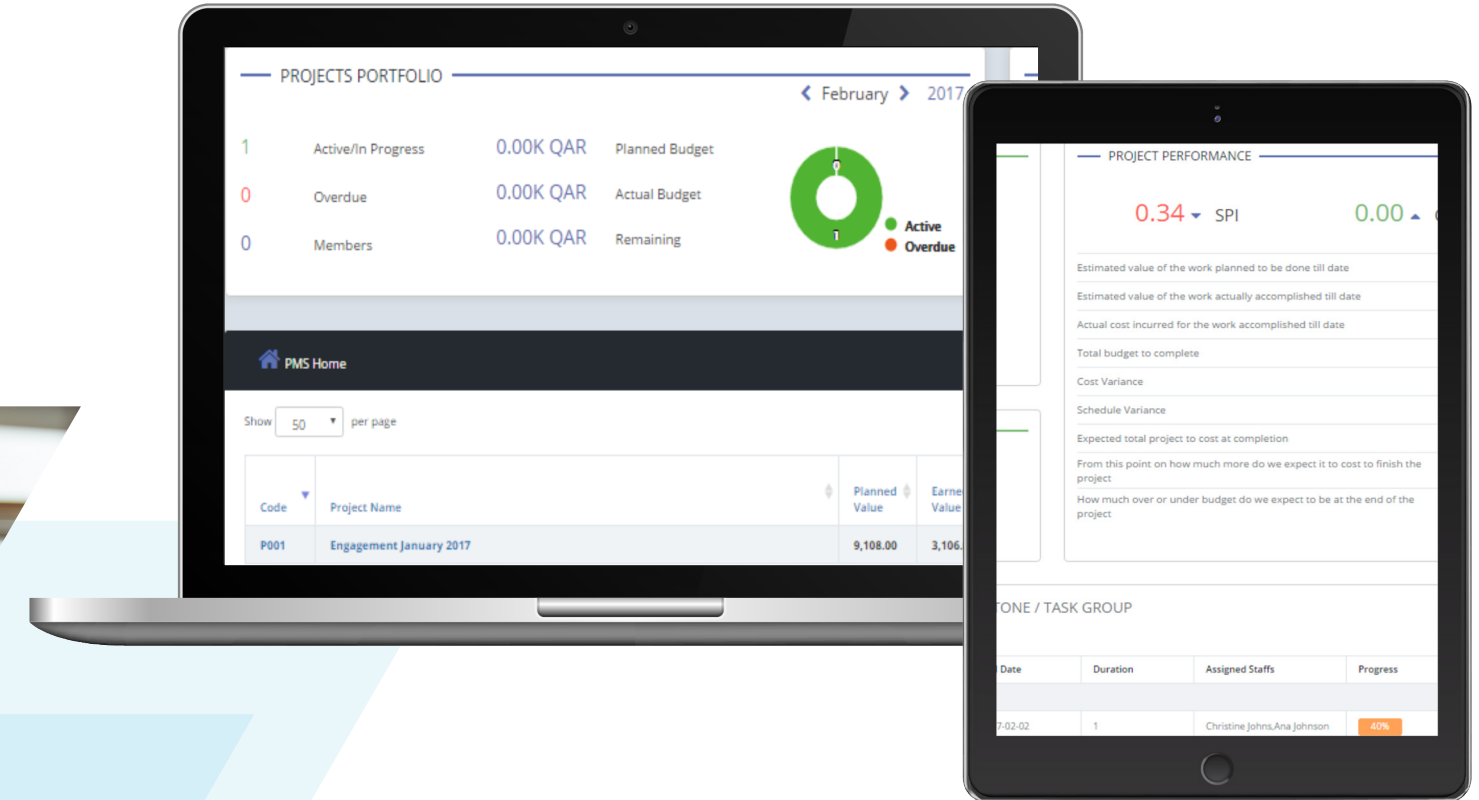 PROJECTS PORTFOLIO
February 2017
1 Active/In Progress 0.00K QAR Planned Budget
0 Overdue 0.00K QAR Actual Budget
0 Members 0.00K QAR Remaining
0
1
Active
Overdue
PMS Home
Show 50 per page
Code Project Name Planned Value Earne Value
P001 Engagement January 2017 9,108.00 3,106.
PROJECT PERFORMANCE
0.34 SPI 0.00
Estimated value of the work planned to be done till date
Estimated value of the work actually accomplished till date
Actual cost incurred for the work accomplished till date
Total budget to complete
Cost Variance
Schedule Variance
Expected total project to cost at completion
From this point on how much more do we expect it to cost to finish the
project
How much over or under budget do we expect to be at the end of the
project
TONE / TASK GROUP
Date Duration Assigned Staffs Progress
7-02-02 1 Christine Johns,Ana Johnson 40%